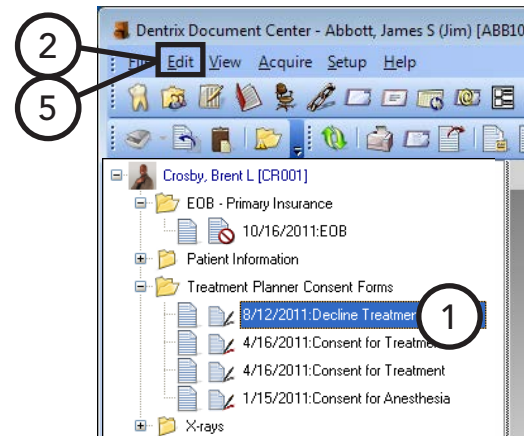 Dentrix Document Center - Abbott, James S (Jim) [ABB10
2
Edit View Acquire Setup Help
5
Crosby, Brent L [CR001]
EOB - Primary Insurance
10/16/2011:EOB
Patient Information
Treatment Planner Consent Forms
8/12/2011:Decline Treatmen
1
4/16/2011:Consent for Treatment
4/16/2011:Consent for Treatment
1/15/2011:Consent for Anesthesia
X-rays